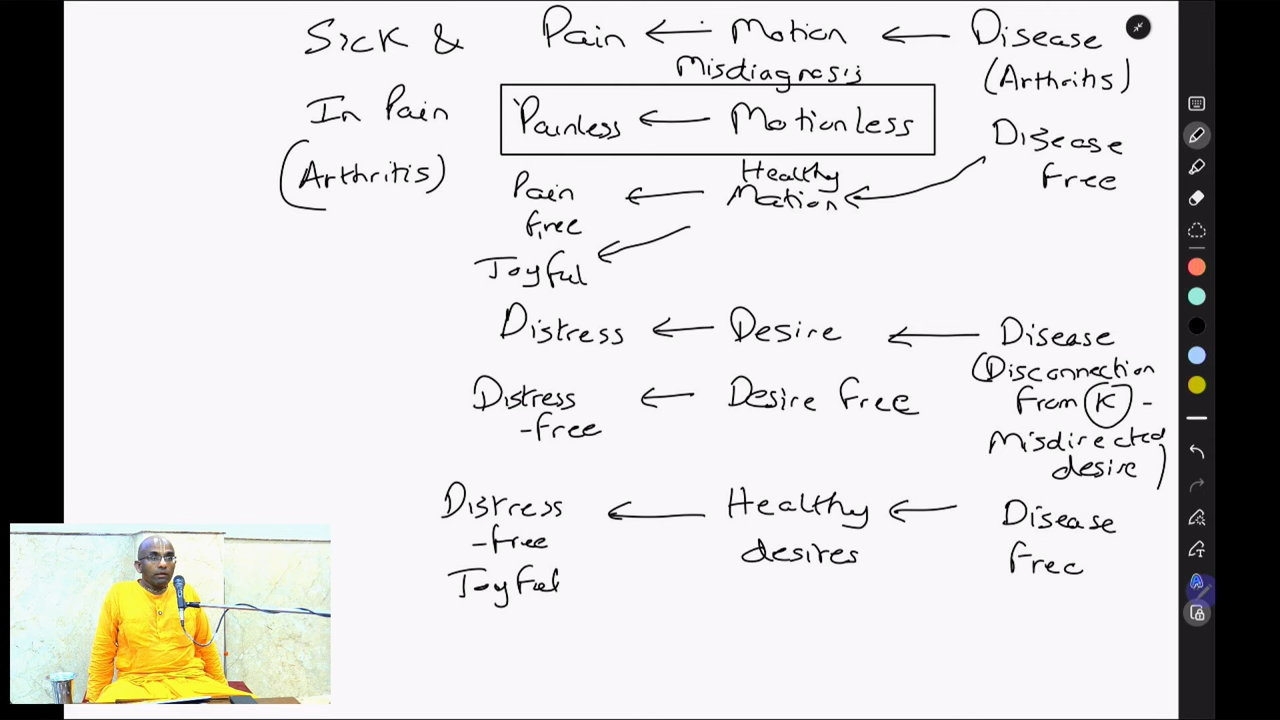 Sick & Pain ← Motion ← Disease
Misdiagnosis (Arthritis)
In Pain Painless ← Motionless Disease
(Arthritis) Healthy Free
Pain ← Motion
free
Joyful
Distress ← Desire ← Disease
(Disconnection
Distress ← Desire free From K -
-free Misdirected
desire)
Distress ← Healthy ← Disease
-free desires Free
Joyful